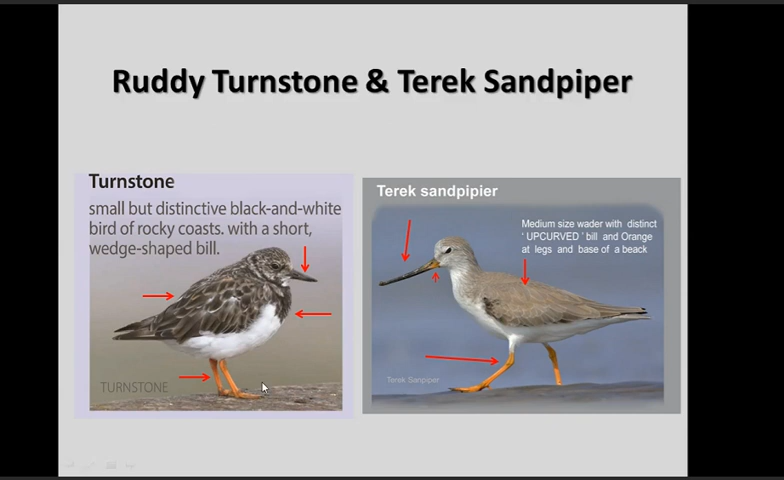 Ruddy Turnstone & Terek Sandpiper
Turnstone
small but distinctive black-and-white
bird of rocky coasts. with a short,
wedge-shaped bill.
TURNSTONE
Terek sandpipier
Medium size wader with distinct
' UPCURVED ' bill and Orange
at legs and base of a beack
Terek Sanpiper